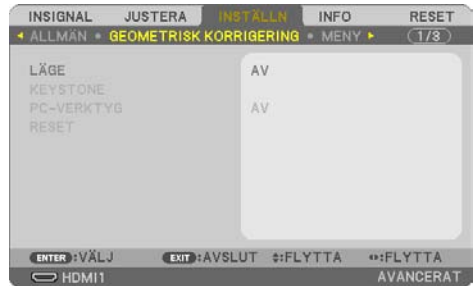 INSIGNAL JUSTERA INSTÄLLN INFO RESET
ALLMÄN • GEOMETRISK KORRIGERING • MENY 1/3
LÄGE AV
KEYSTONE
PC-VERKTYG AV
RESET
ENTER :VÄLJ EXIT :AVSLUT :FLYTTA :FLYTTA
HDMI1 AVANCERAT